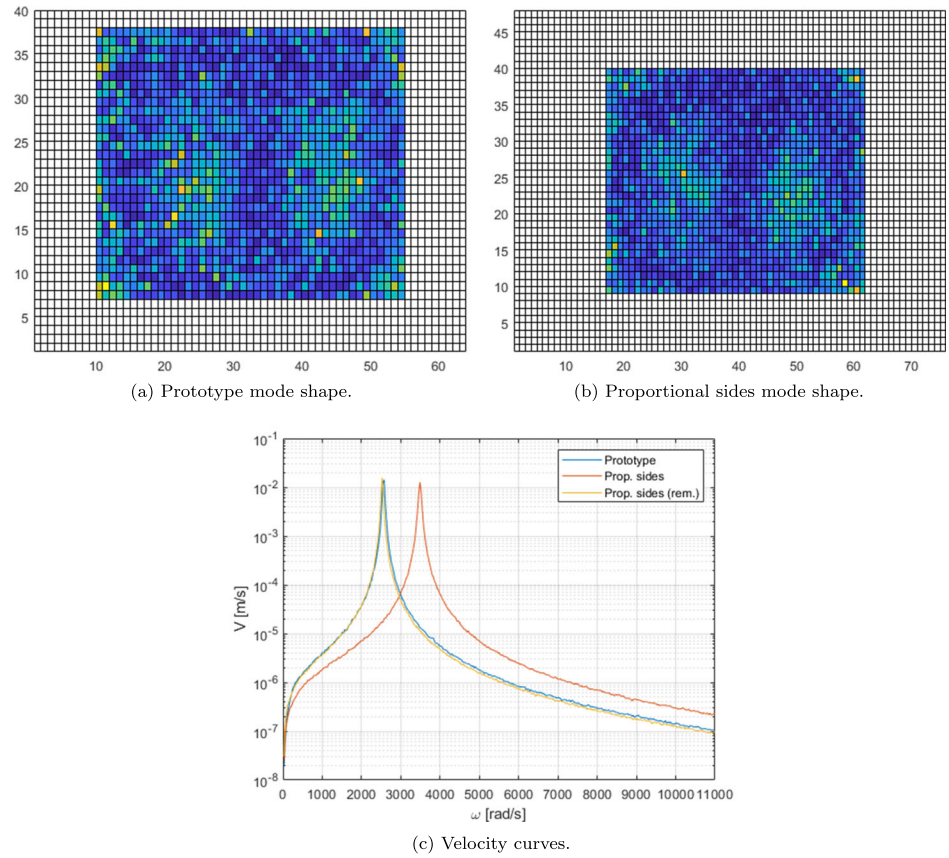 40
35
30
25
20
15
10
5
10 20 30 40 50 60
(a) Prototype mode shape.
45
40
35
30
25
20
15
10
5
10 20 30 40 50 60 70
(b) Proportional sides mode shape.
10^-1
10^-2
10^-3
10^-4
10^-5
10^-6
10^-7
10^-8
V [m/s]
Prototype
Prop. sides
Prop. sides (rem.)
0 1000 2000 3000 4000 5000 6000 7000 8000 9000 10000 11000
ω [rad/s]
(c) Velocity curves.